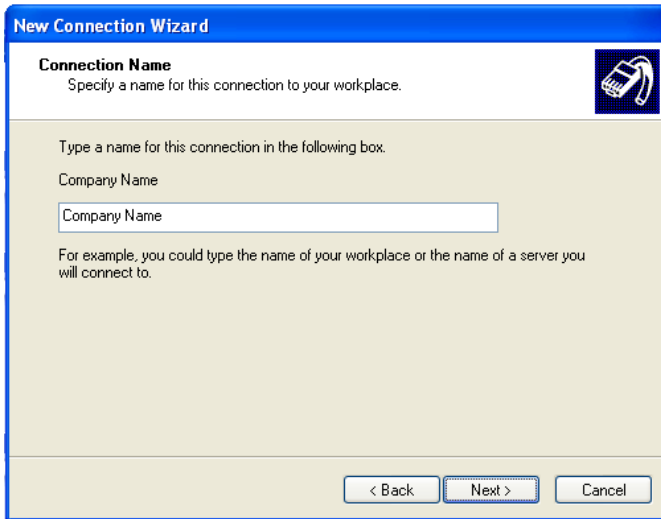 New Connection Wizard
Connection Name
Specify a name for this connection to your workplace.
Type a name for this connection in the following box.
Company Name
Company Name
For example, you could type the name of your workplace or the name of a server you
will connect to.
< Back Next > Cancel